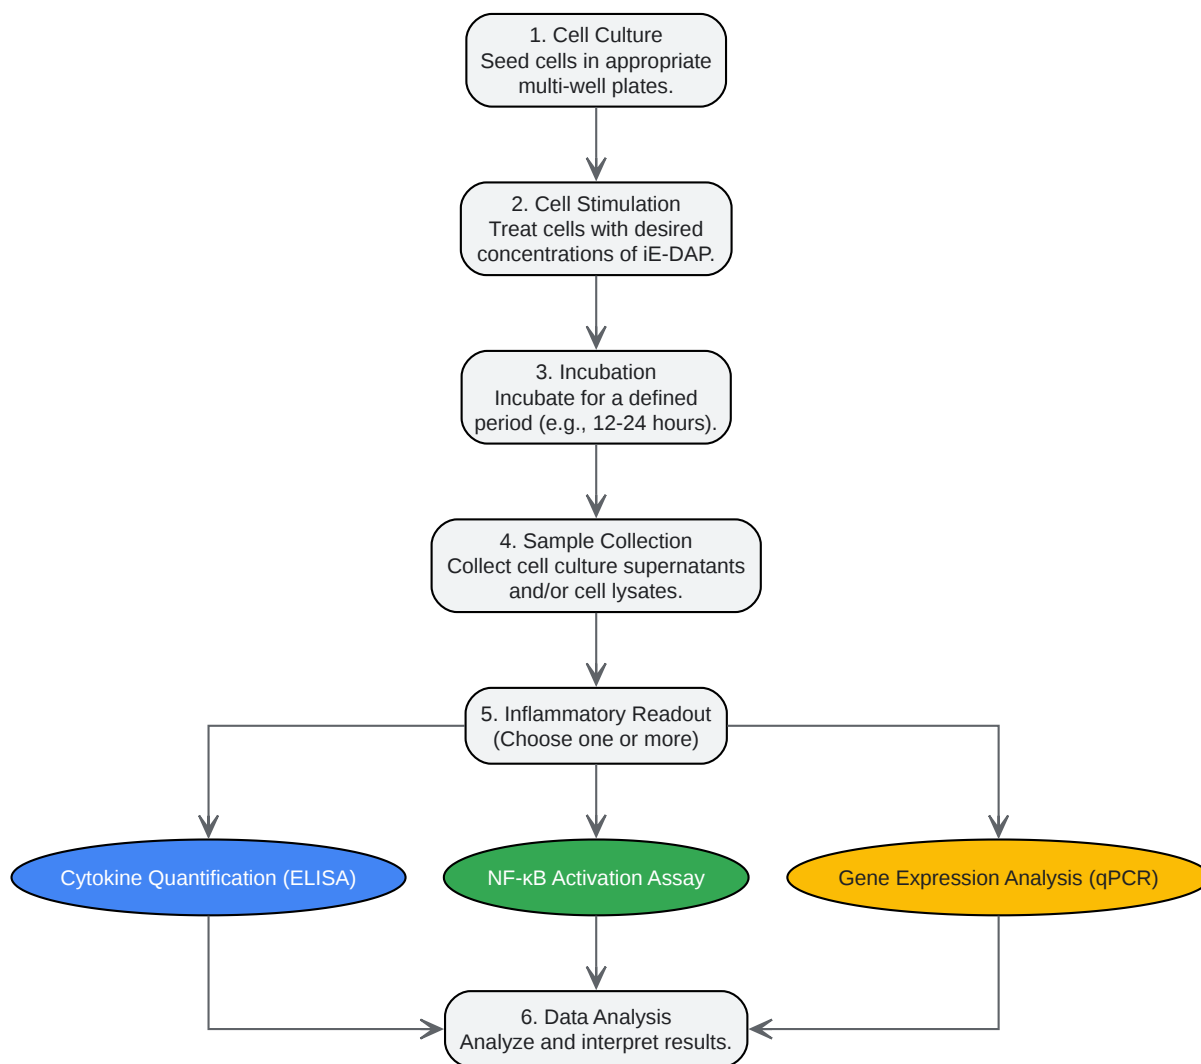 1. Cell Culture
Seed cells in appropriate
multi-well plates.
2. Cell Stimulation
Treat cells with desired
concentrations of iE-DAP.
3. Incubation
Incubate for a defined
period (e.g., 12-24 hours).
4. Sample Collection
Collect cell culture supernatants
and/or cell lysates.
5. Inflammatory Readout
(Choose one or more)
Cytokine Quantification (ELISA)
NF-κB Activation Assay
Gene Expression Analysis (qPCR)
6. Data Analysis
Analyze and interpret results.